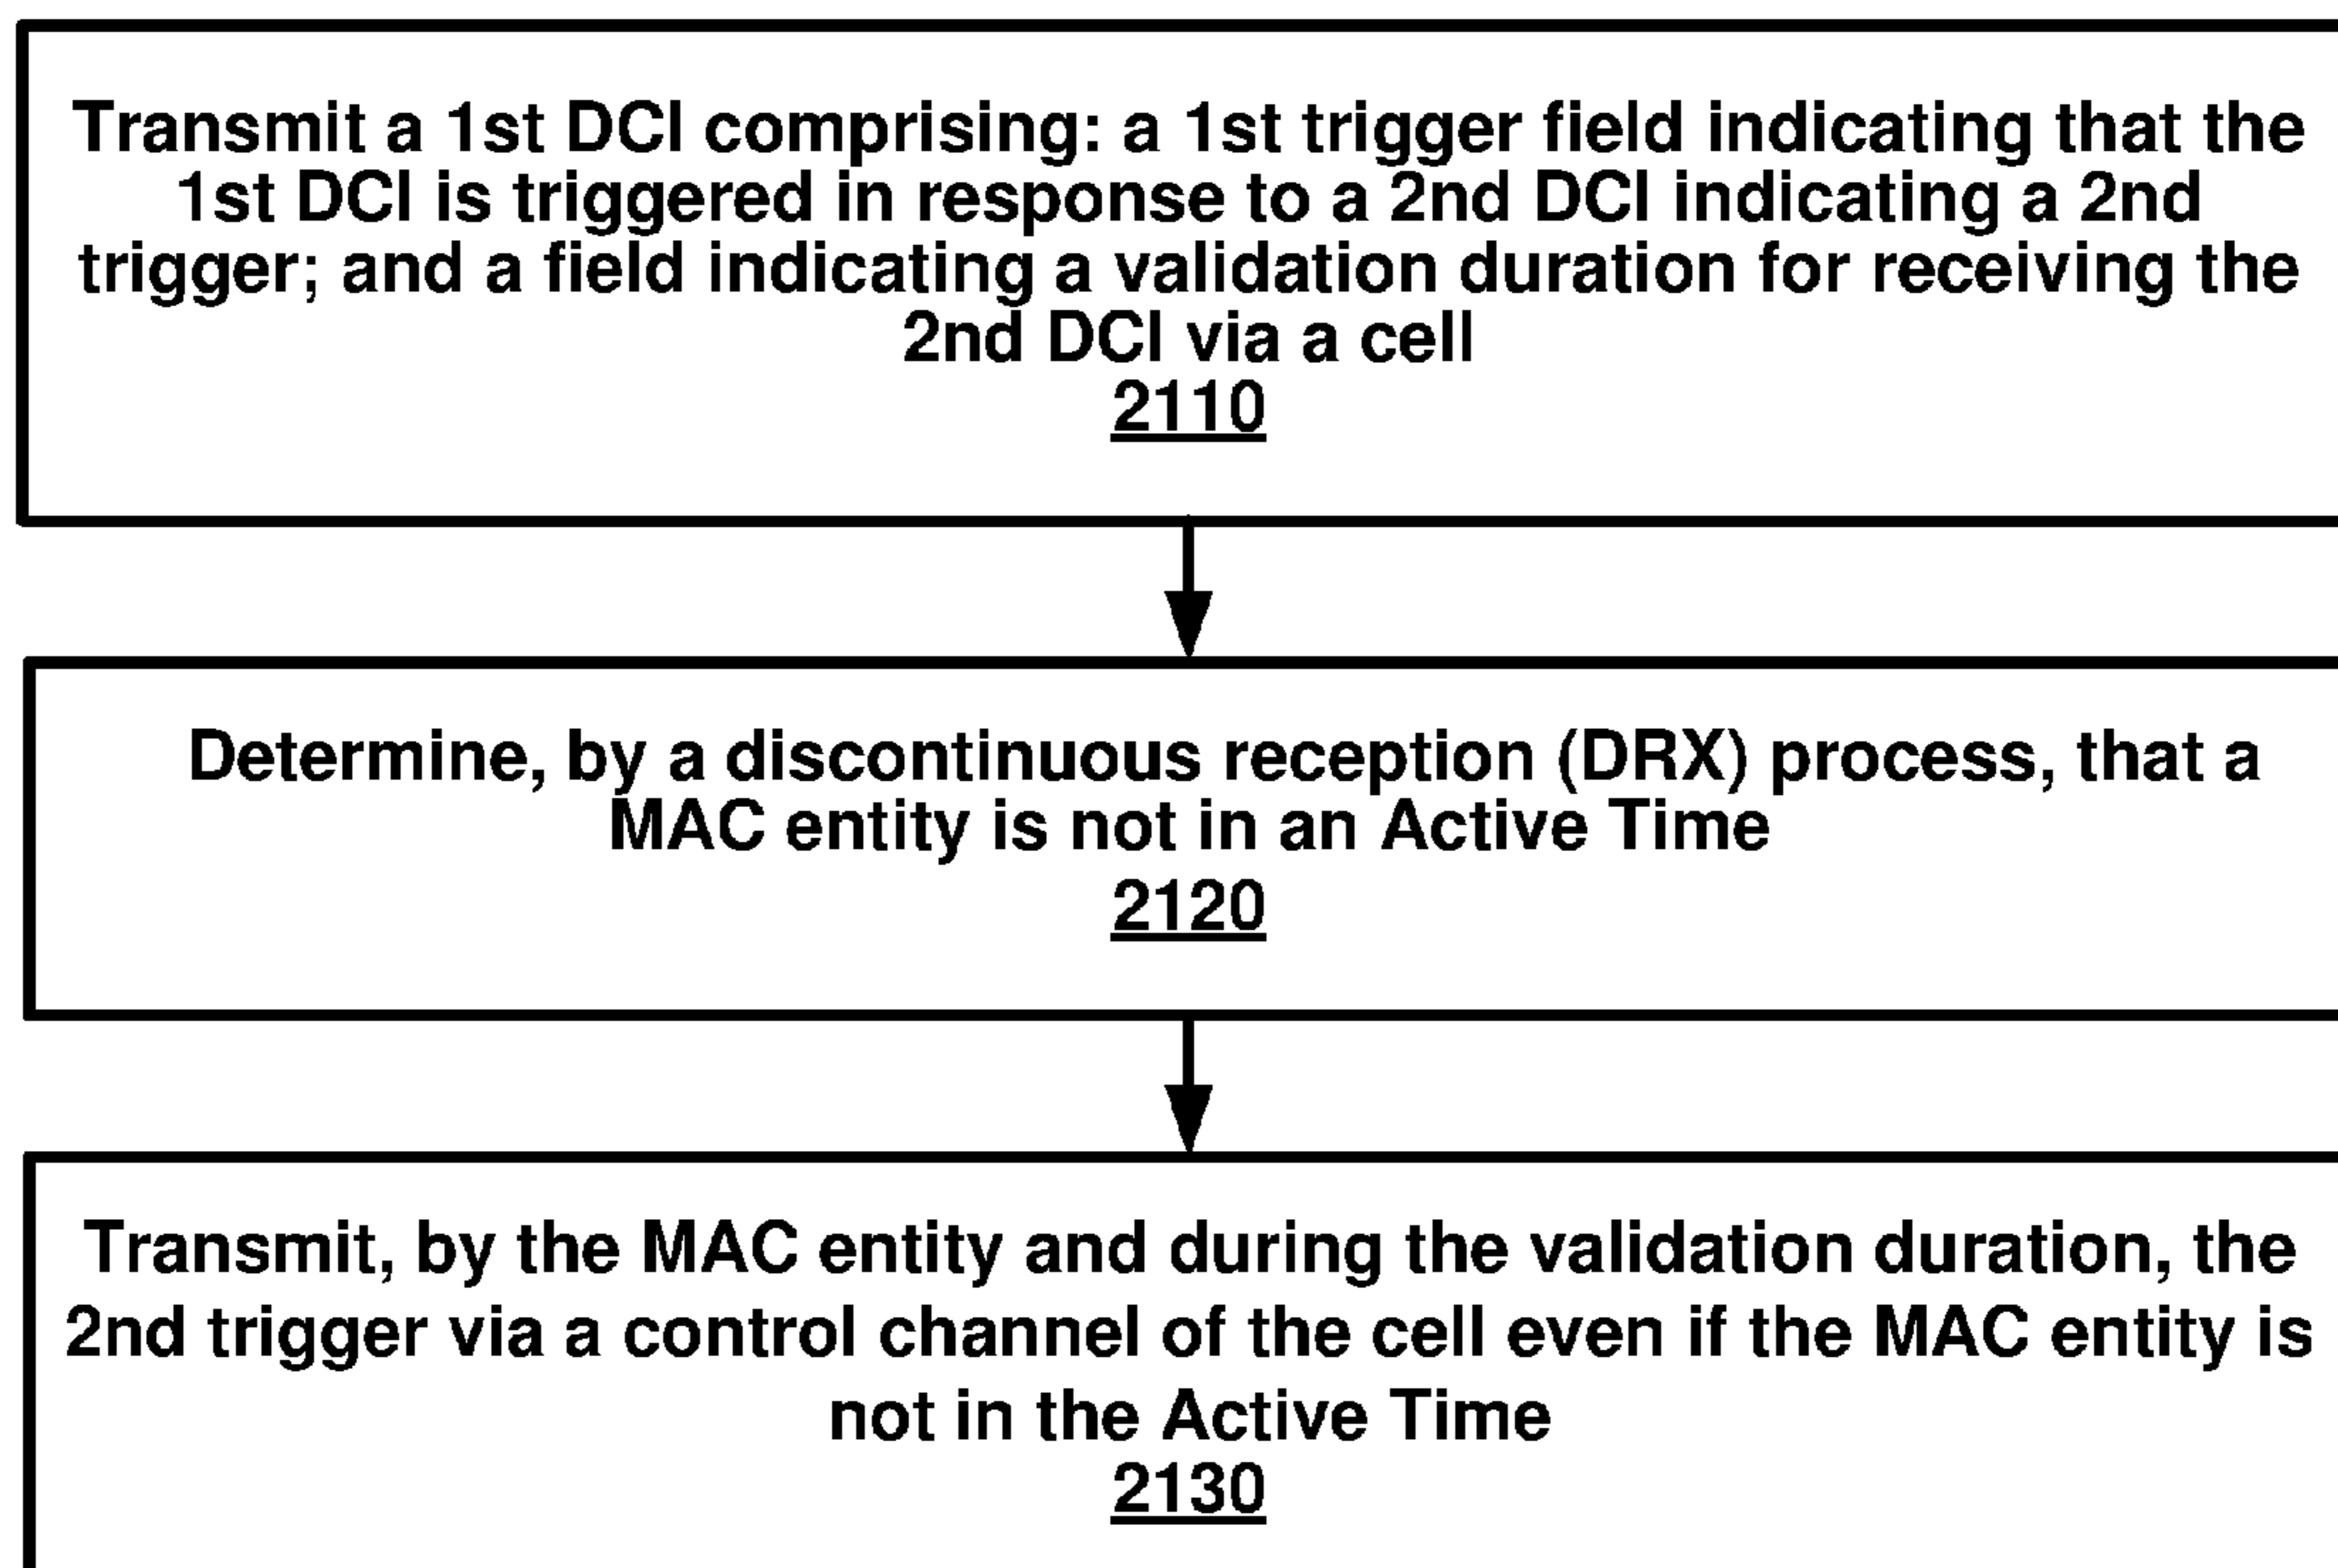 Transmit a 1st DCI comprising: a 1st trigger field indicating that the
1st DCI is triggered in response to a 2nd DCI indicating a 2nd
trigger; and a field indicating a validation duration for receiving the
2nd DCI via a cell
2110
Determine, by a discontinuous reception (DRX) process, that a
MAC entity is not in an Active Time
2120
Transmit, by the MAC entity and during the validation duration, the
2nd trigger via a control channel of the cell even if the MAC entity is
not in the Active Time
2130